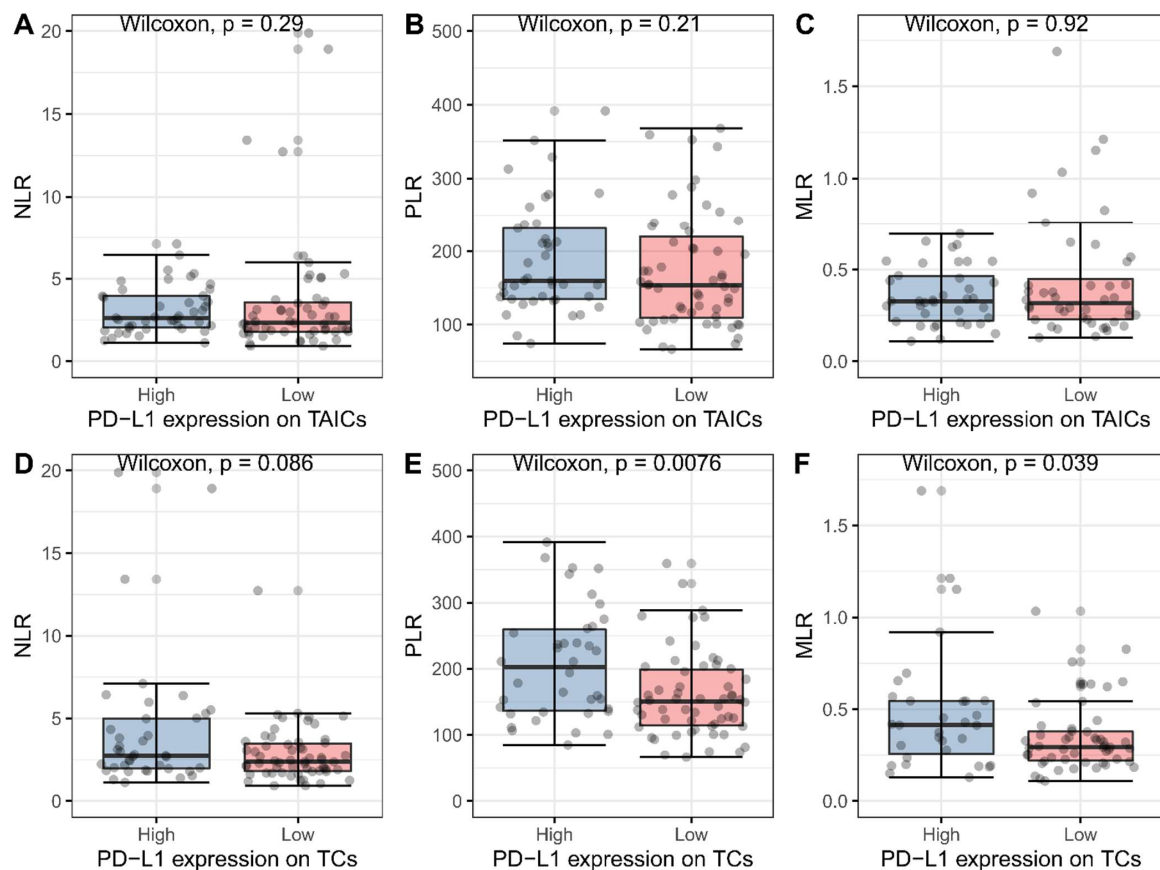 A
Wilcoxon, p = 0.29
NLR
20
15
10
5
0
High
Low
PD−L1 expression on TAICs
B
Wilcoxon, p = 0.21
PLR
500
400
300
200
100
High
Low
PD−L1 expression on TAICs
C
Wilcoxon, p = 0.92
MLR
1.5
1.0
0.5
0.0
High
Low
PD−L1 expression on TAICs
D
Wilcoxon, p = 0.086
NLR
20
15
10
5
0
High
Low
PD−L1 expression on TCs
E
Wilcoxon, p = 0.0076
PLR
500
400
300
200
100
0
High
Low
PD−L1 expression on TCs
F
Wilcoxon, p = 0.039
MLR
1.5
1.0
0.5
0.0
High
Low
PD−L1 expression on TCs